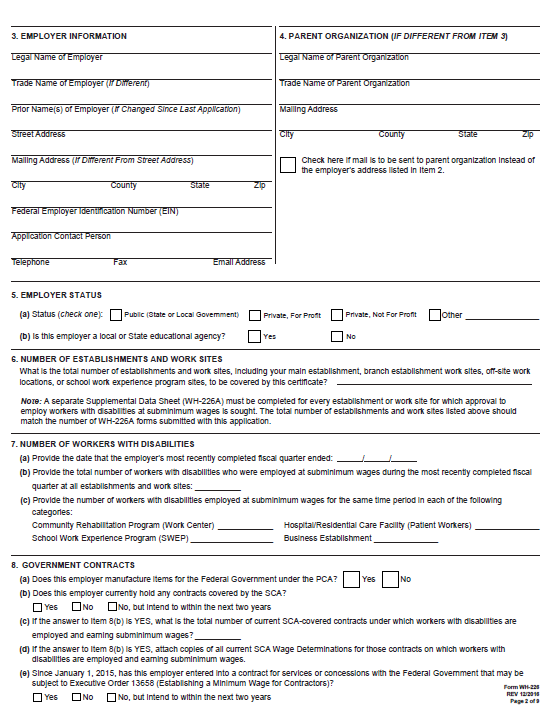 3. EMPLOYER INFORMATION
Legal Name of Employer
Trade Name of Employer (If Different)
Prior Name(s) of Employer (If Changed Since Last Application)
Street Address
Mailing Address (If Different From Street Address)
City County State Zip
Federal Employer Identification Number (EIN)
Application Contact Person
Telephone Fax Email Address
4. PARENT ORGANIZATION (IF DIFFERENT FROM ITEM 3)
Legal Name of Parent Organization
Trade Name of Parent Organization
Mailing Address
City County State Zip
Check here if mail is to be sent to parent organization instead of
the employer's address listed in Item 2.
5. EMPLOYER STATUS
(a) Status (check one): Public (State or Local Government) Private, For Profit Private, Not For Profit Other
(b) Is this employer a local or State educational agency? Yes No
6. NUMBER OF ESTABLISHMENTS AND WORK SITES
What is the total number of establishments and work sites, including your main establishment, branch establishment work sites, off-site work
locations, or school work experience program sites, to be covered by this certificate?
Note: A separate Supplemental Data Sheet (WH-226A) must be completed for every establishment or work site for which approval to
employ workers with disabilities at subminimum wages is sought. The total number of establishments and work sites listed above should
match the number of WH-226A forms submitted with this application.
7. NUMBER OF WORKERS WITH DISABILITIES
(a) Provide the date that the employer's most recently completed fiscal quarter ended: ____/____/____
(b) Provide the total number of workers with disabilities who were employed at subminimum wages during the most recently completed fiscal
quarter at all establishments and work sites:
(c) Provide the number of workers with disabilities employed at subminimum wages for the same time period in each of the following
categories:
Community Rehabilitation Program (Work Center) Hospital/Residential Care Facility (Patient Workers)
School Work Experience Program (SWEP) Business Establishment
8. GOVERNMENT CONTRACTS
(a) Does this employer manufacture items for the Federal Government under the PCA? Yes No
(b) Does this employer currently hold any contracts covered by the SCA?
Yes No No, but intend to within the next two years
(c) If the answer to Item 8(b) is YES, what is the total number of current SCA-covered contracts under which workers with disabilities are
employed and earning subminimum wages?
(d) If the answer to Item 8(b) is YES, attach copies of all current SCA Wage Determinations for those contracts on which workers with
disabilities are employed and earning subminimum wages.
(e) Since January 1, 2015, has this employer entered into a contract for services or concessions with the Federal Government that may be
subject to Executive Order 13658 (Establishing a Minimum Wage for Contractors)?
Yes No No, but intend to within the next two years
Form WH-226
REV 12/2016
Page 2 of 9